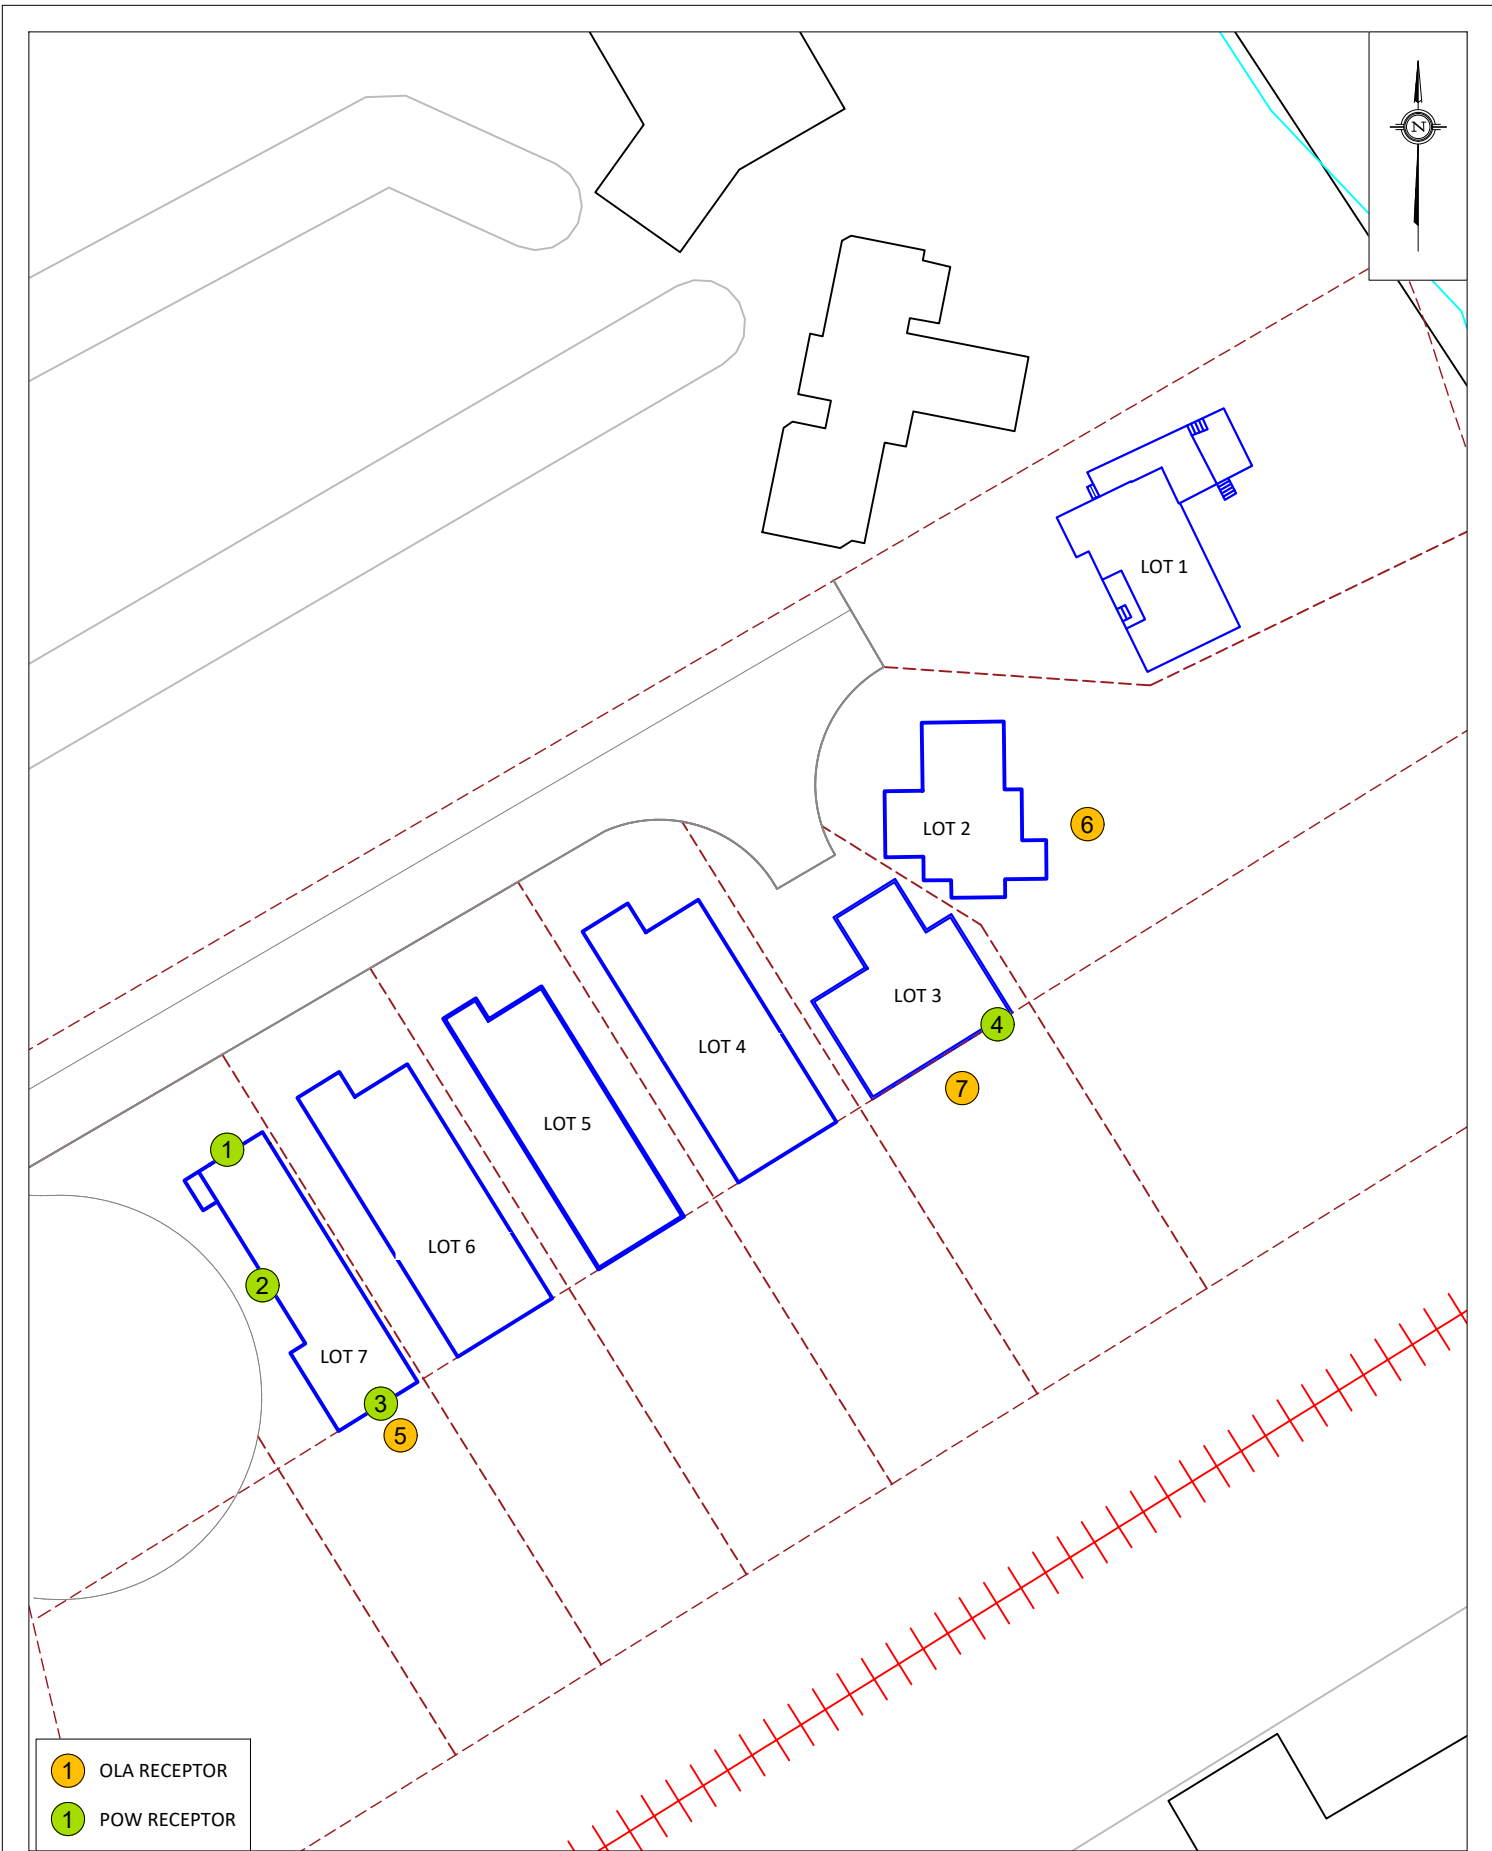 N
LOT 1
LOT 2
6
LOT 3
4
LOT 4
7
LOT 5
1
LOT 6
2
LOT 7
3
5
1 OLA RECEPTOR
1 POW RECEPTOR